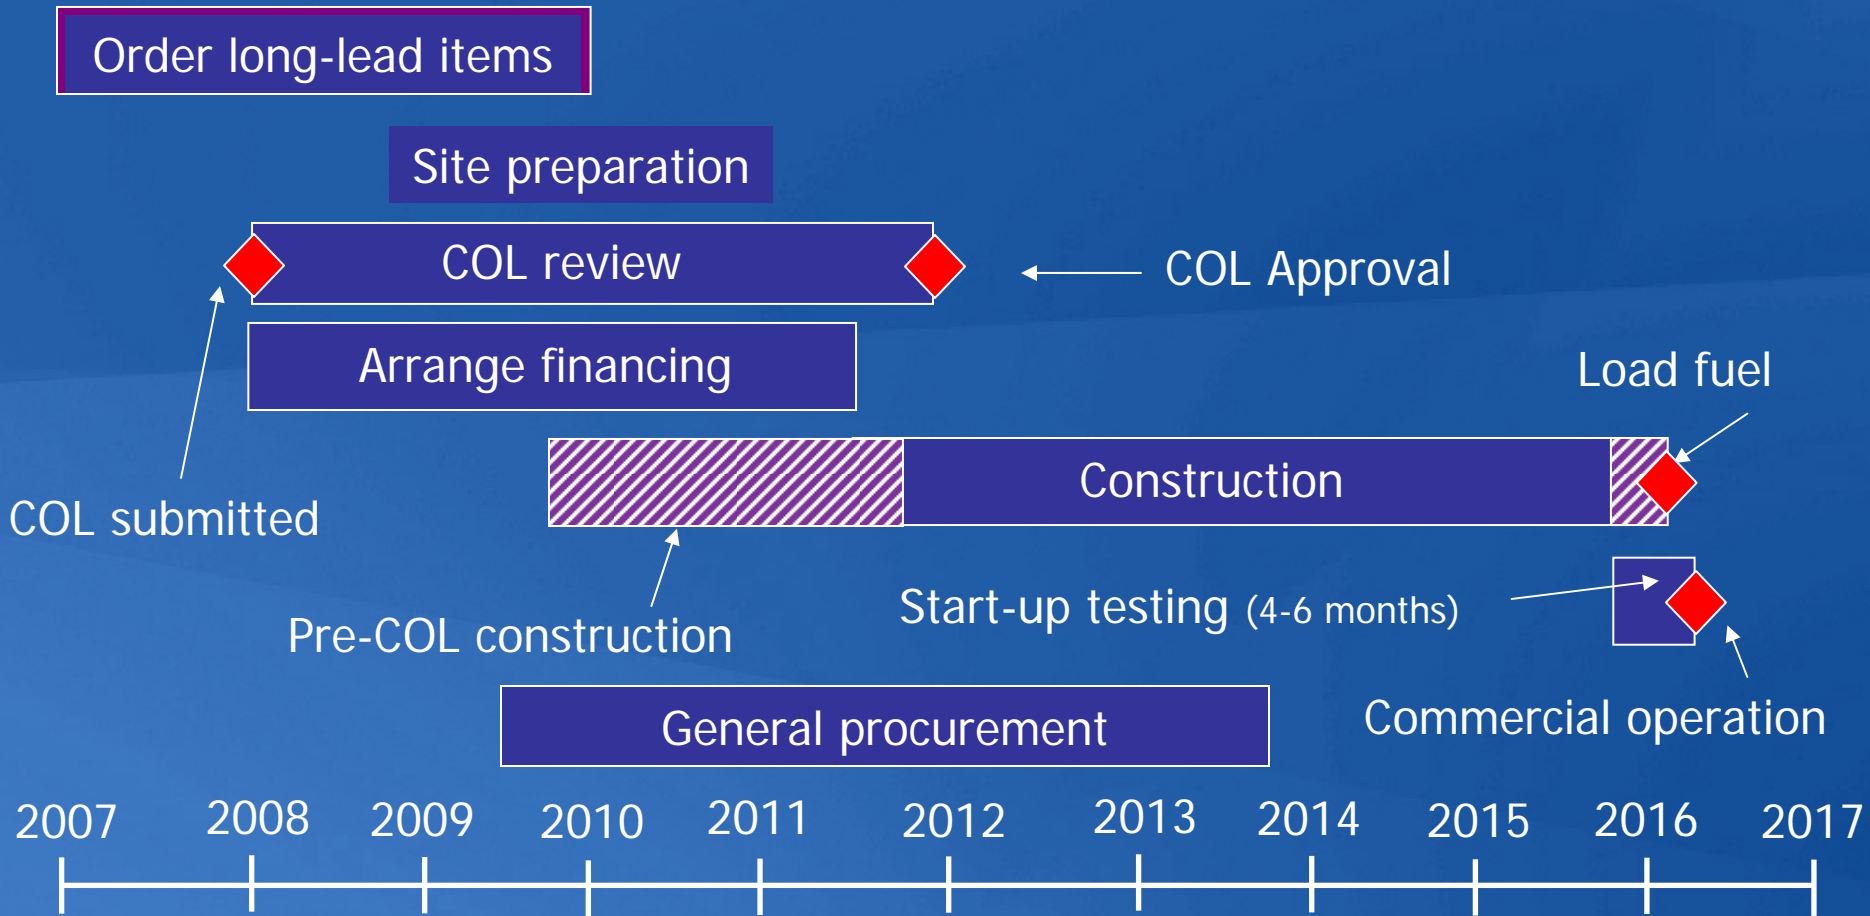 Order long-lead items
Site preparation
COL review
COL Approval
Arrange financing
Load fuel
Construction
COL submitted
Start-up testing (4-6 months)
Pre-COL construction
General procurement
Commercial operation
2007 2008 2009 2010 2011 2012 2013 2014 2015 2016 2017